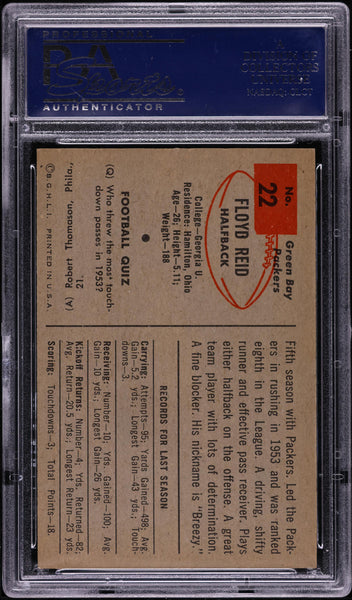 PROFESSIONAL
PSA
Sports
AUTHENTICATOR
A
DIVISION OF
COLLECTORS
UNIVERSE
NASDAQ: CLCT
No.
22
Green Bay
Packers
FLOYD REID
HALFBACK
College—Georgia U.
Residence: Hamilton, Ohio
Age—26; Height—5.11;
Weight—188
FOOTBALL QUIZ
(Q) Who threw the most touch-
down passes in 1953?
(A) Robert Thomason, Phila.,
21
©B.G.H.L.I. PRINTED IN U.S.A.
Fifth season with Packers. Led the Pack-
ers in rushing in 1953 and was ranked
eighth in the League. A driving, shifty
runner and effective pass receiver. Plays
either halfback on the offense. A great
team player with lots of determination.
A fine blocker. His nickname is "Breezy."
RECORDS FOR LAST SEASON
Carrying: Attempts—95, Yards Gained—498; Avg.
Gain—5.2 yds.; Longest Gain—43 yds.; Touch-
downs—3.
Receiving: Number—10, Yards Gained—100; Avg.
Gain—10 yds.; Longest Gain—26 yds.
Kickoff Returns: Number—4; Yds. Returned—82;
Avg. Return—20.5 yds.; Longest Return—23 yds.
Scoring: Touchdowns—3; Total Points—18.